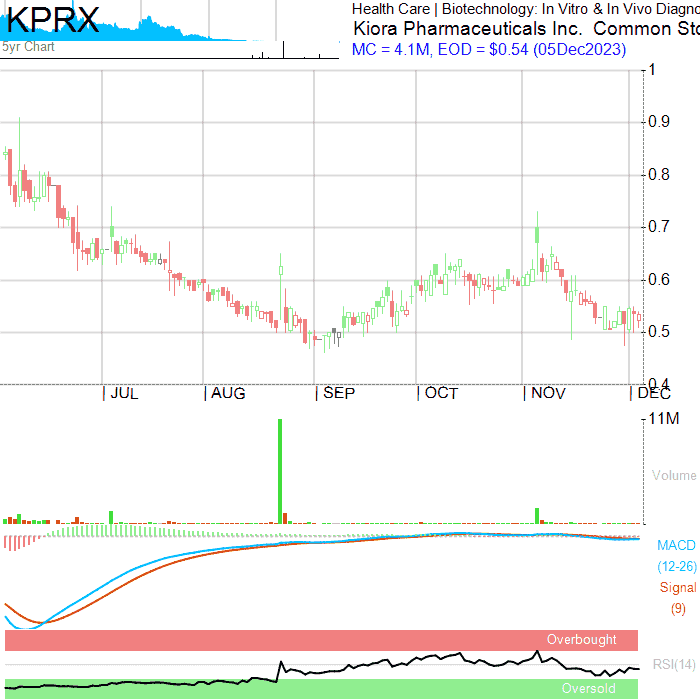 KPRX
5yr Chart
Health Care | Biotechnology: In Vitro & In Vivo Diagno
Kiora Pharmaceuticals Inc. Common Sto
MC = 4.1M, EOD = $0.54 (05Dec2023)
1
0.9
0.8
0.7
0.6
0.5
0.4
JUL AUG SEP OCT NOV DEC
11M
Volume
MACD
(12-26)
Signal
(9)
Overbought
RSI(14)
Oversold